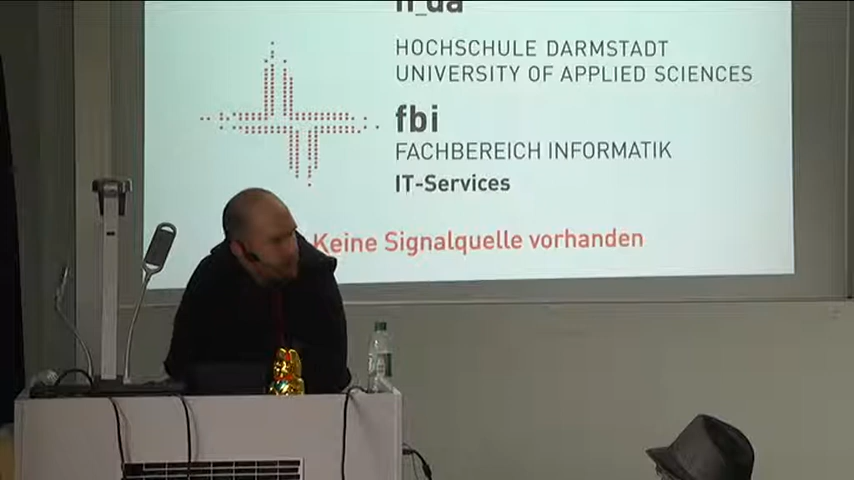 h_da
HOCHSCHULE DARMSTADT
UNIVERSITY OF APPLIED SCIENCES
fbi
FACHBEREICH INFORMATIK
IT-Services
Keine Signalquelle vorhanden